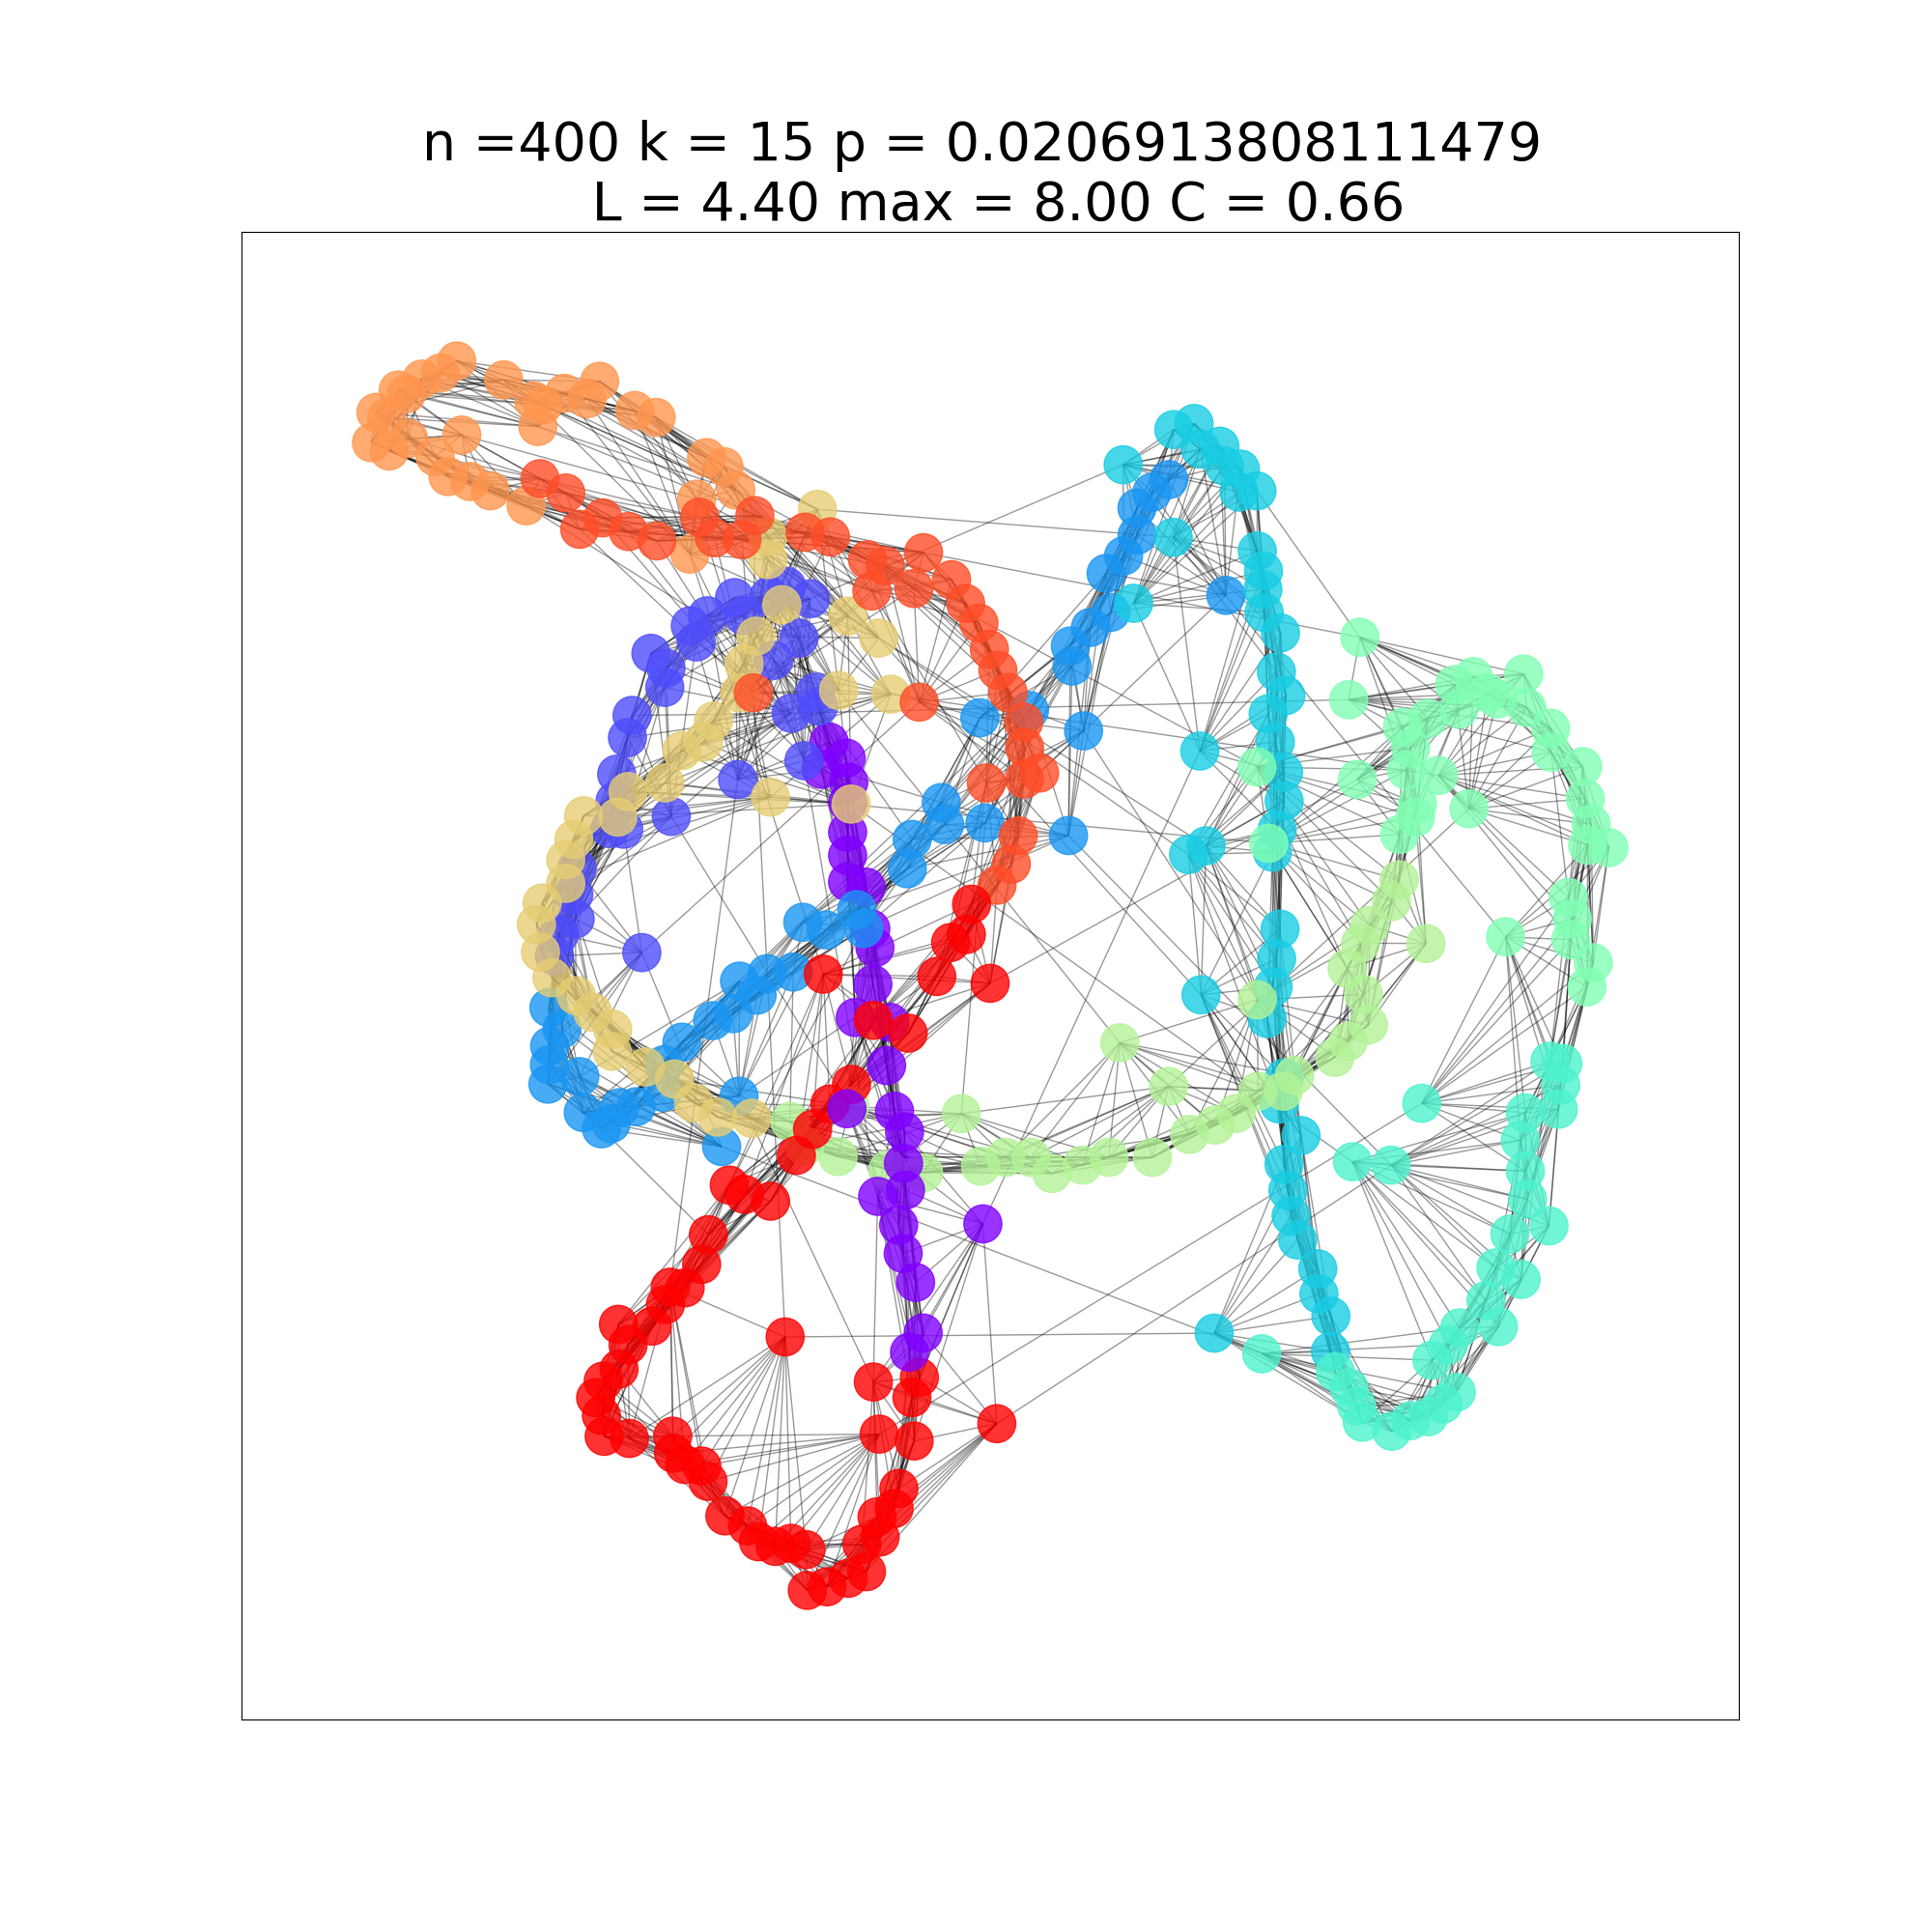 n =400 k = 15 p = 0.0206913808111479
L = 4.40 max = 8.00 C = 0.66